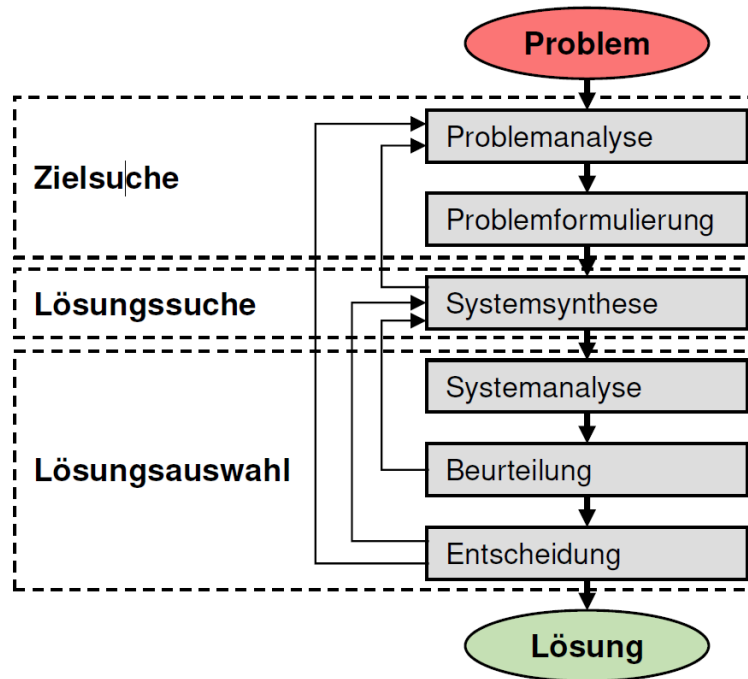 Problem
Zielsuche
Problemanalyse
Problemformulierung
Lösungssuche
Systemsynthese
Lösungsauswahl
Systemanalyse
Beurteilung
Entscheidung
Lösung